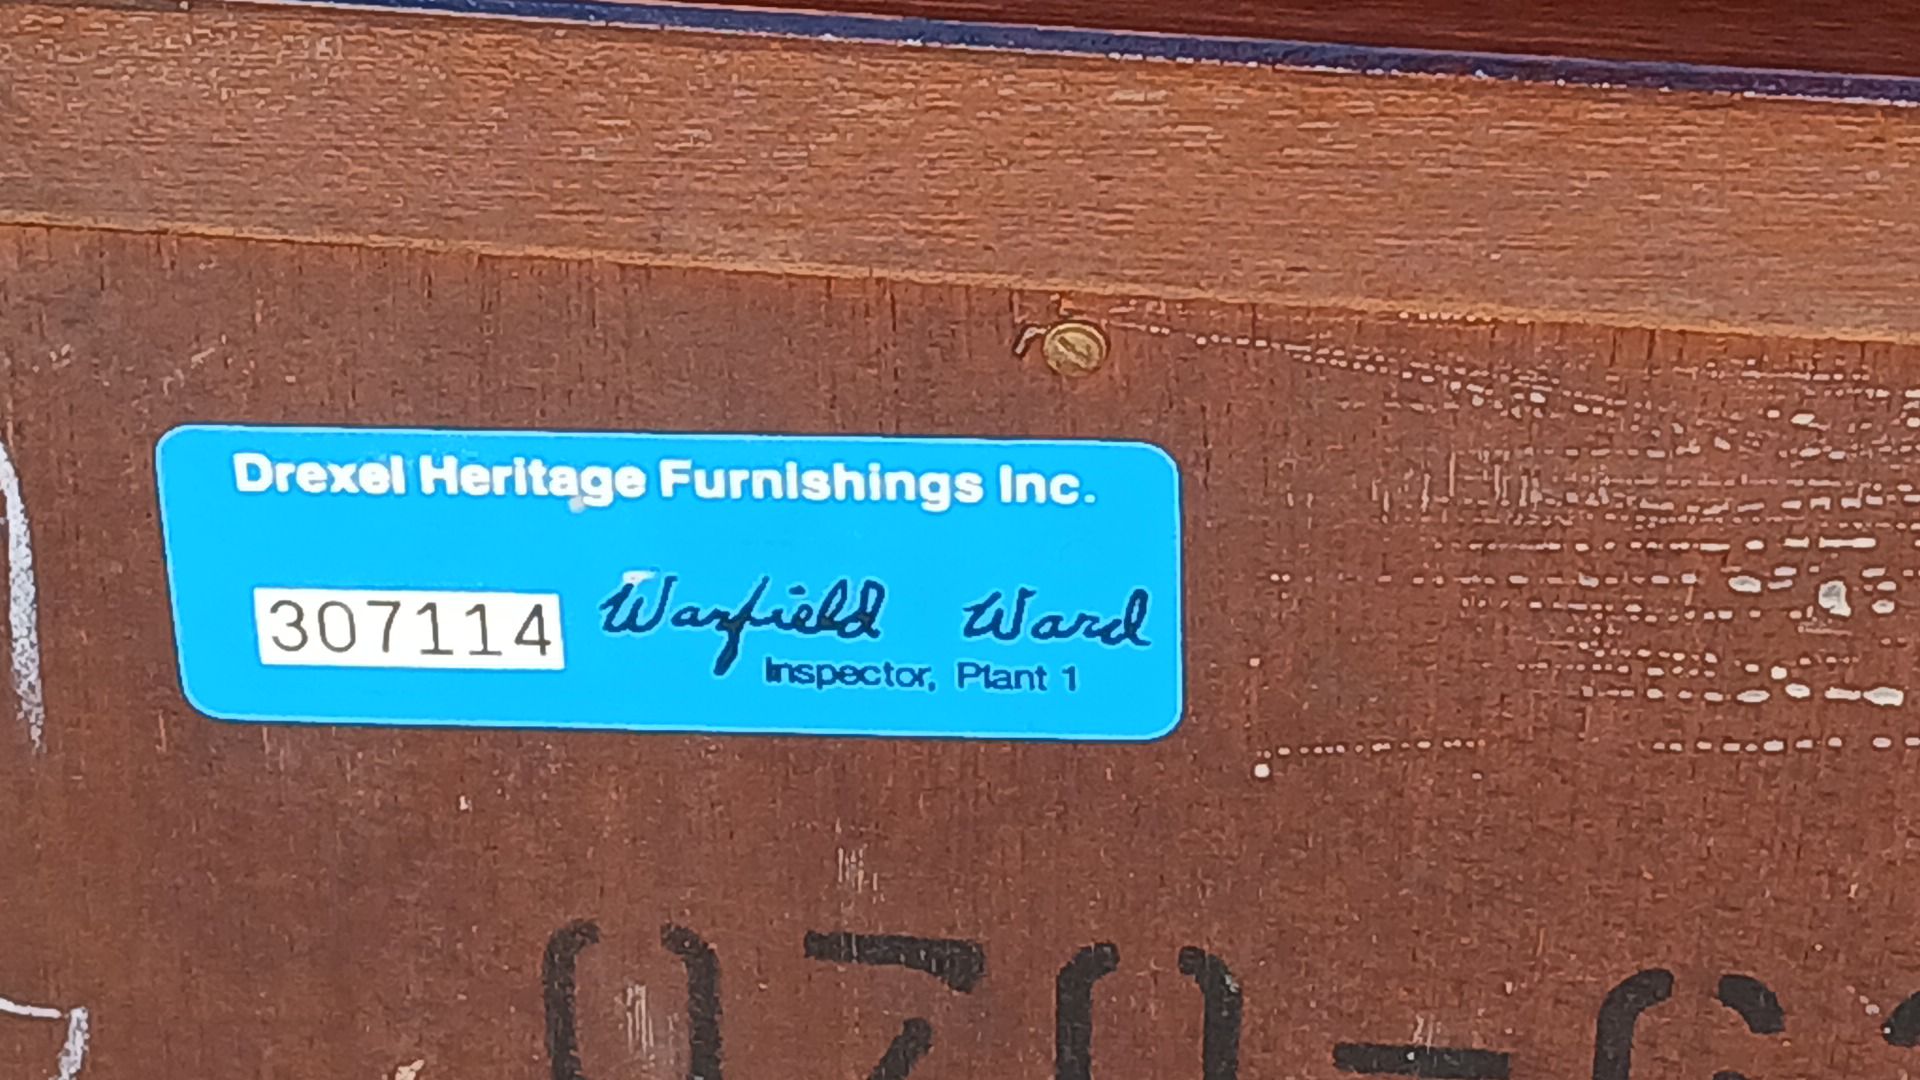 Drexel Heritage Furnishings Inc.
307114 Warfield Ward
Inspector, Plant 1